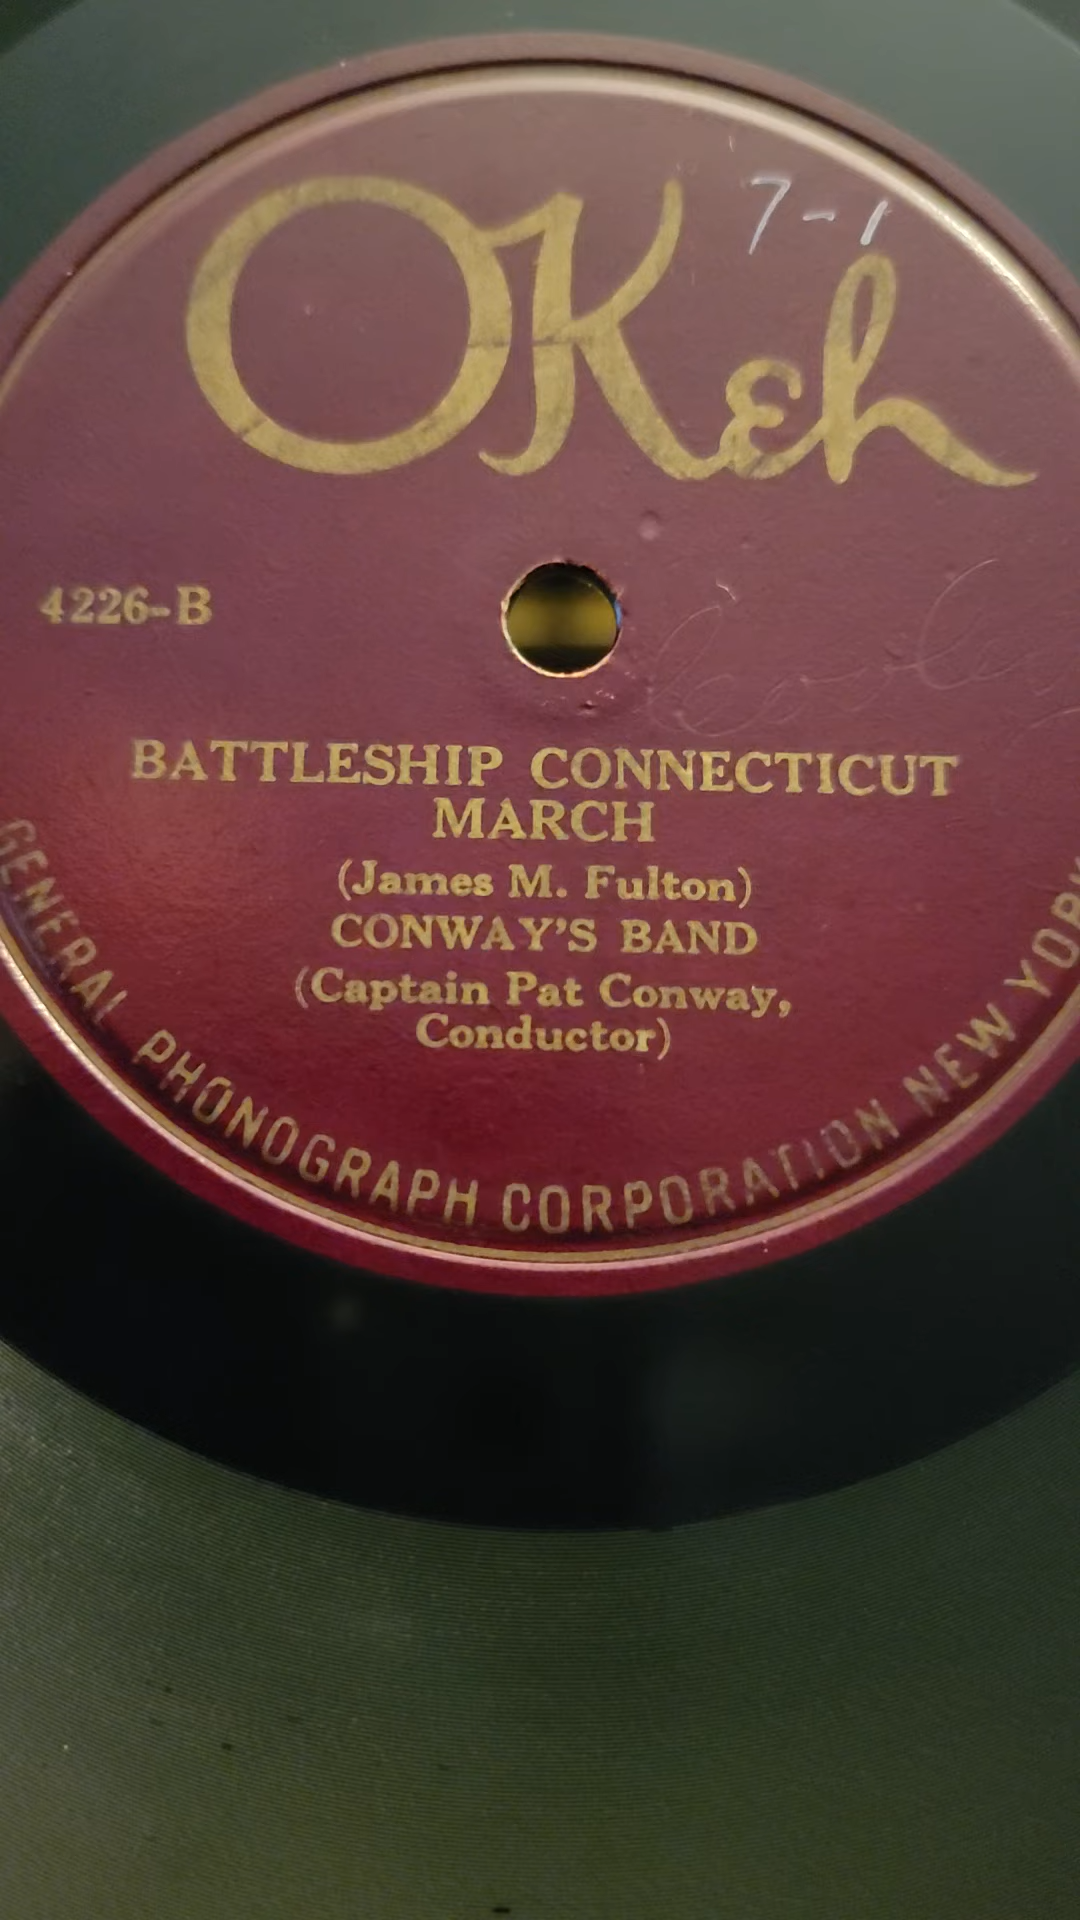 7-1
OKeh
4226-B
BATTLESHIP CONNECTICUT
MARCH
(James M. Fulton)
CONWAY'S BAND
(Captain Pat Conway,
Conductor)
GENERAL PHONOGRAPH CORPORATION NEW YORK